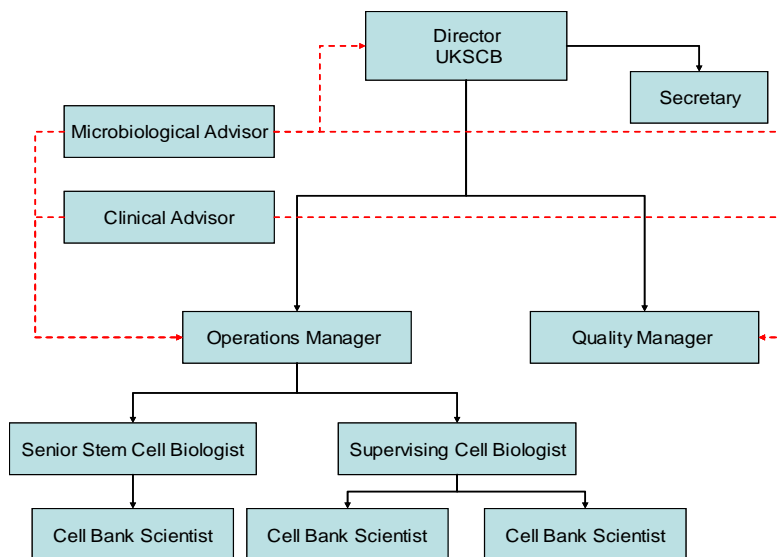 Director
UKSCB
Secretary
Microbiological Advisor
Clinical Advisor
Operations Manager
Quality Manager
Senior Stem Cell Biologist
Supervising Cell Biologist
Cell Bank Scientist
Cell Bank Scientist
Cell Bank Scientist